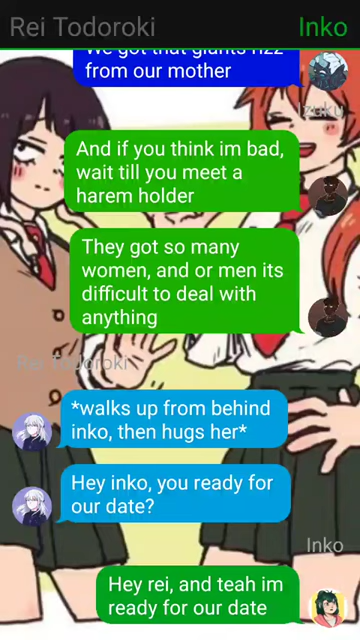 Rei Todoroki
Inko
We got that giants rizz
from our mother
Izuku
And if you think im bad,
wait till you meet a
harem holder
They got so many
women, and or men its
difficult to deal with
anything
Rei Todoroki
*walks up from behind
inko, then hugs her*
Hey inko, you ready for
our date?
Inko
Hey rei, and teah im
ready for our date